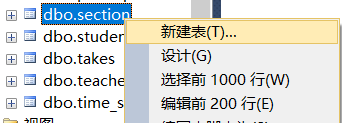 dbo.section
dbo.studen
dbo.takes
dbo.teache
dbo.time_s
新建表(T)...
设计(G)
选择前 1000 行(W)
编辑前 200 行(E)